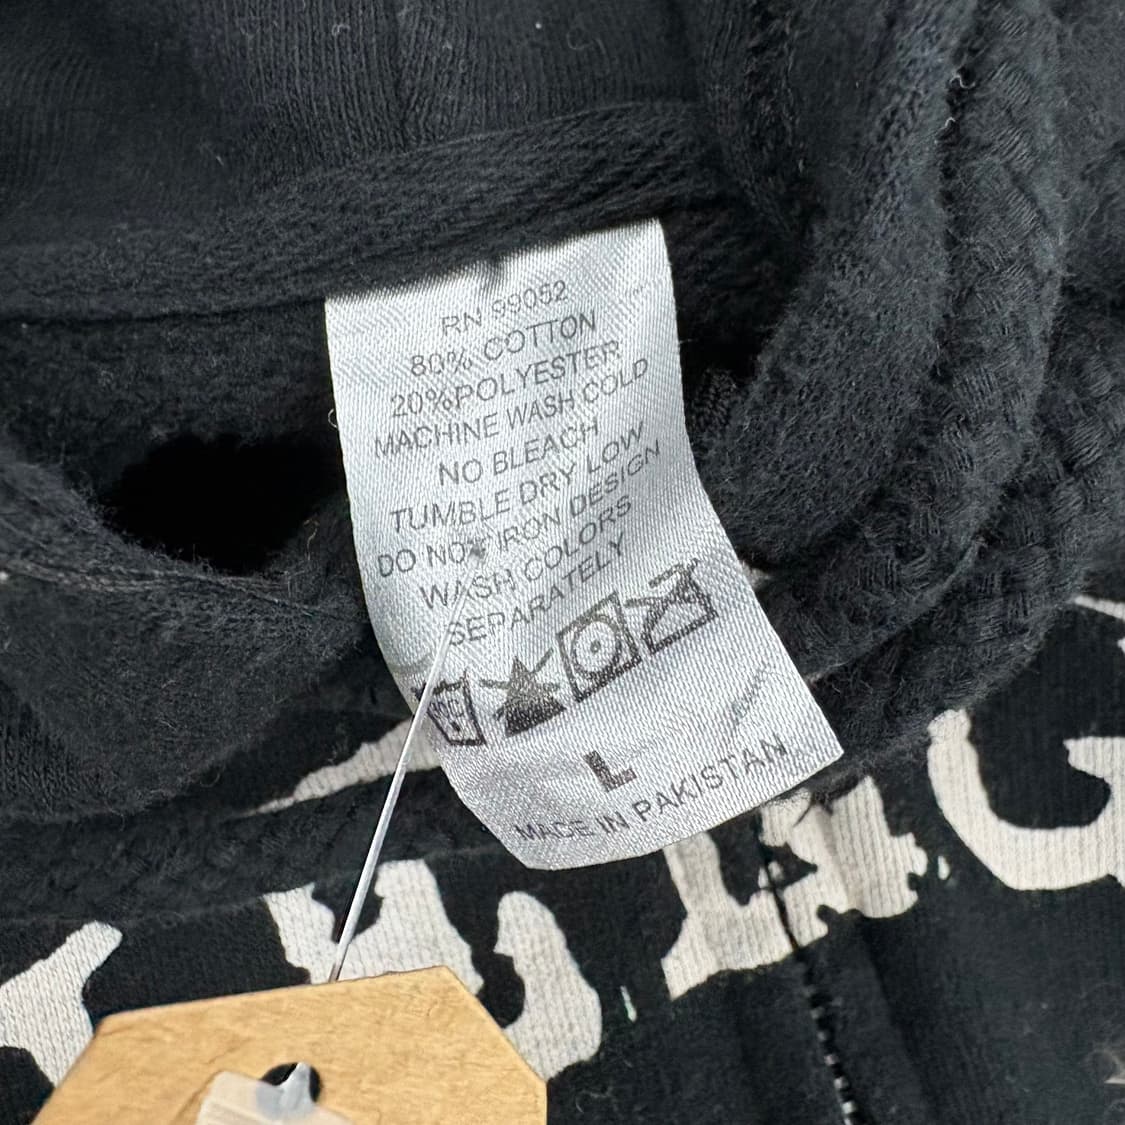 RN 99052
80% COTTON
20%POLYESTER
MACHINE WASH COLD
NO BLEACH
TUMBLE DRY LOW
DO NOT IRON DESIGN
WASH COLORS
SEPARATELY
L
MADE IN PAKISTAN